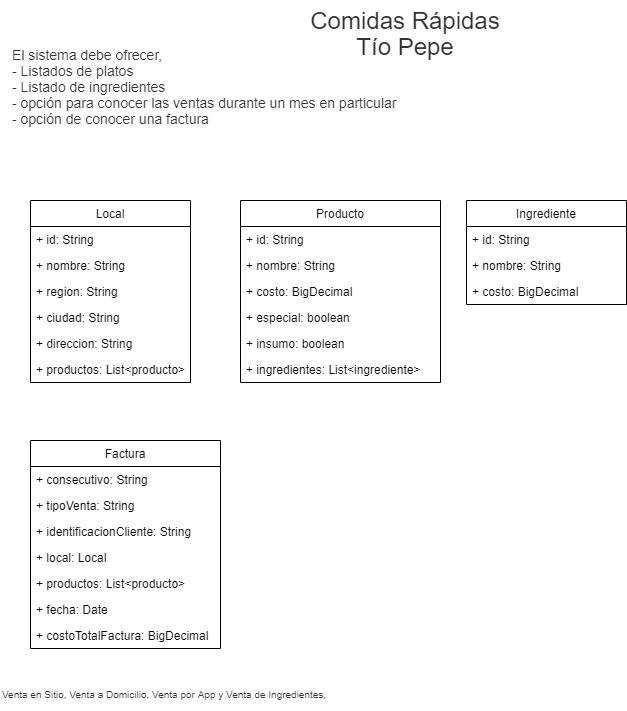 Comidas Rápidas
Tío Pepe
El sistema debe ofrecer,
- Listados de platos
- Listado de ingredientes
- opción para conocer las ventas durante un mes en particular
- opción de conocer una factura
Local
+ id: String
+ nombre: String
+ region: String
+ ciudad: String
+ direccion: String
+ productos: List<producto>
Producto
+ id: String
+ nombre: String
+ costo: BigDecimal
+ especial: boolean
+ insumo: boolean
+ ingredientes: List<ingrediente>
Ingrediente
+ id: String
+ nombre: String
+ costo: BigDecimal
Factura
+ consecutivo: String
+ tipoVenta: String
+ identificacionCliente: String
+ local: Local
+ productos: List<producto>
+ fecha: Date
+ costoTotalFactura: BigDecimal
Venta en Sitio, Venta a Domicilio, Venta por App y Venta de Ingredientes,